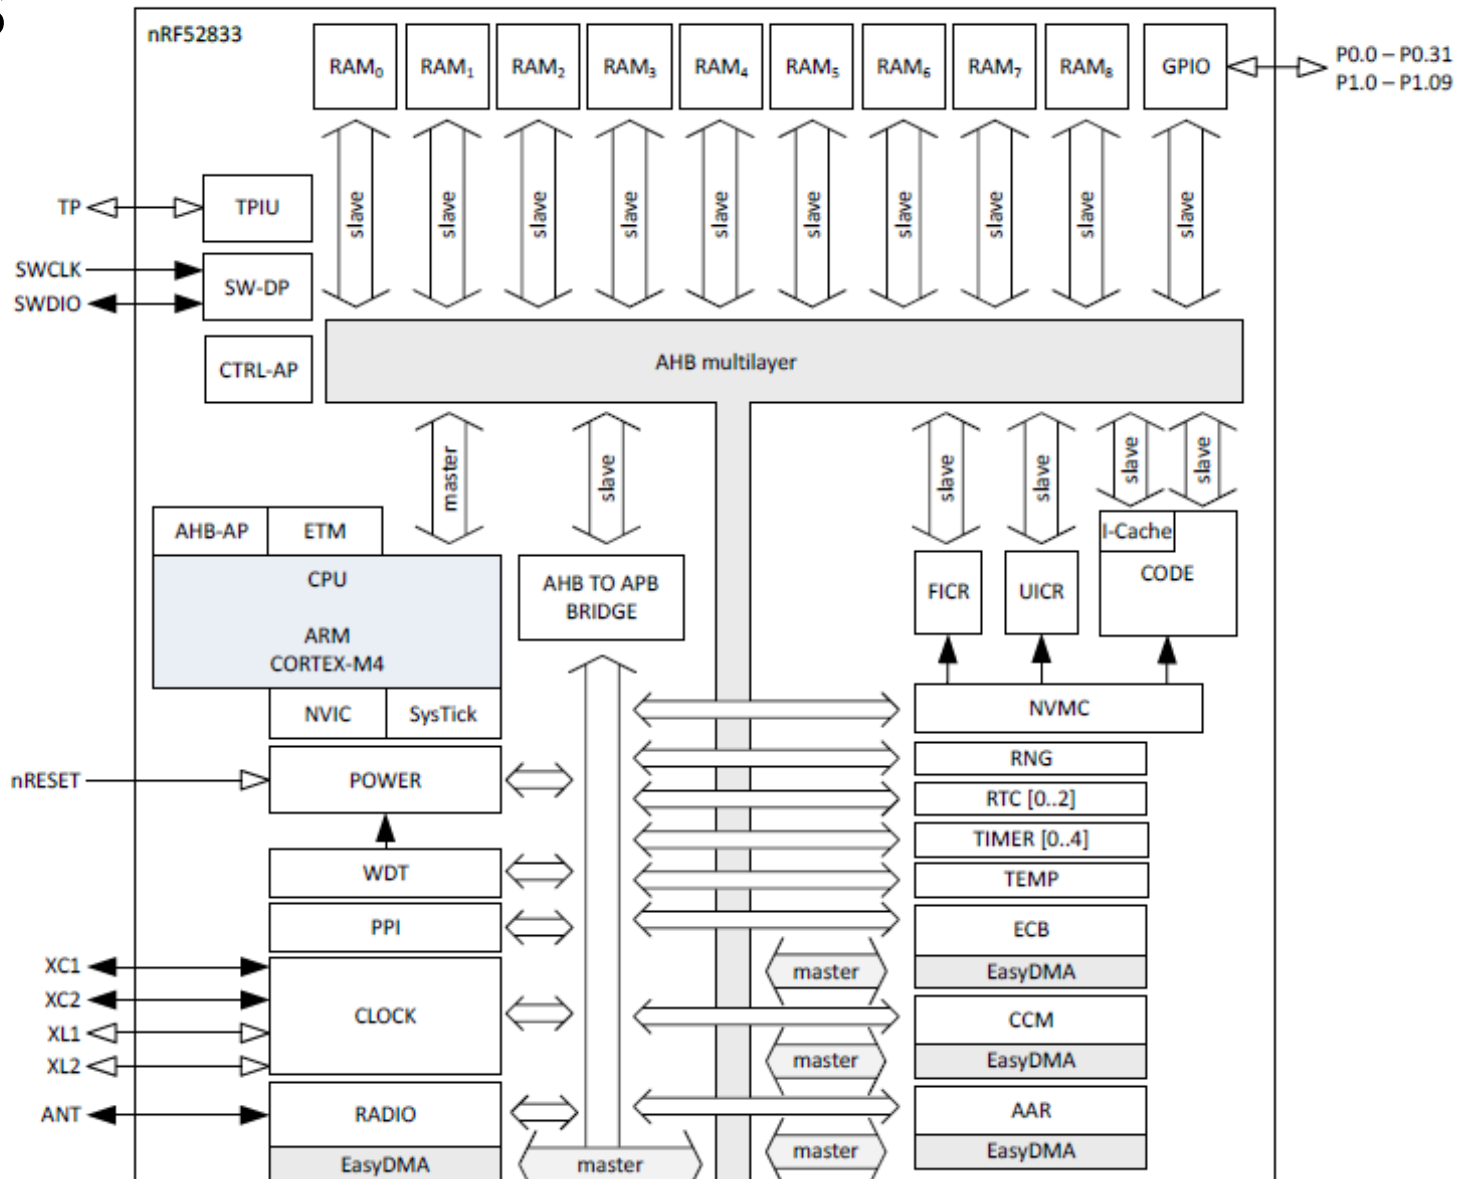 nRF52833
RAM0 RAM1 RAM2 RAM3 RAM4 RAM5 RAM6 RAM7 RAM8 GPIO
P0.0 – P0.31
P1.0 – P1.09
slave slave slave slave slave slave slave slave slave slave
TP TPIU
SWCLK
SW-DP
SWDIO
CTRL-AP
AHB multilayer
master slave slave slave slave slave
AHB-AP ETM
I-Cache
CPU
CODE
AHB TO APB
BRIDGE
FICR UICR
ARM
CORTEX-M4
NVIC SysTick
NVMC
RNG
nRESET POWER
RTC [0..2]
TIMER [0..4]
WDT
TEMP
PPI
ECB
XC1
master EasyDMA
XC2
CLOCK
CCM
XL1
XL2
master EasyDMA
ANT RADIO
AAR
master EasyDMA
EasyDMA master